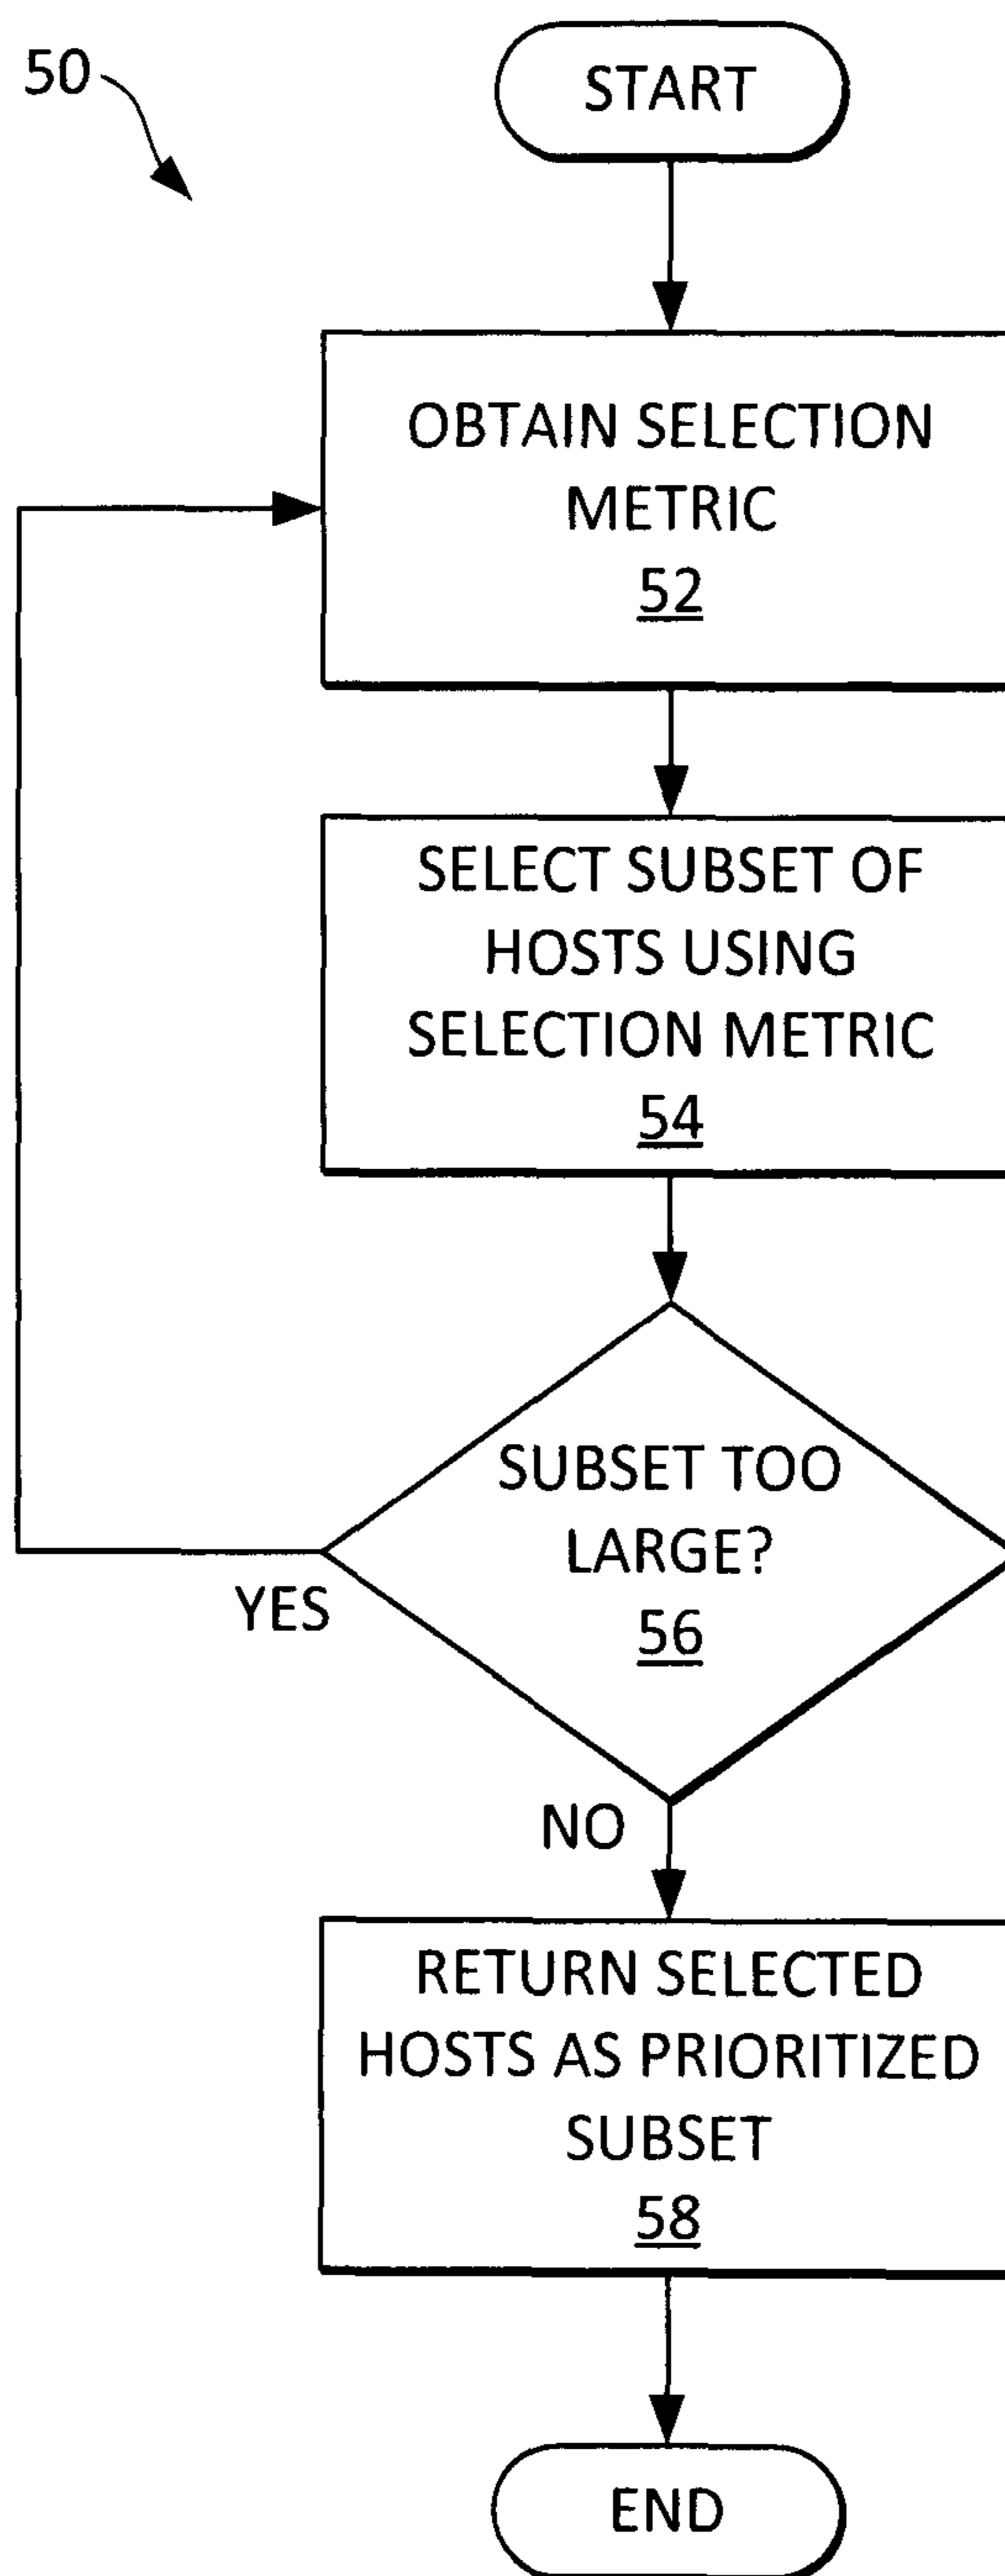 50
START
OBTAIN SELECTION
METRIC
52
SELECT SUBSET OF
HOSTS USING
SELECTION METRIC
54
SUBSET TOO
LARGE?
56
YES
NO
RETURN SELECTED
HOSTS AS PRIORITIZED
SUBSET
58
END